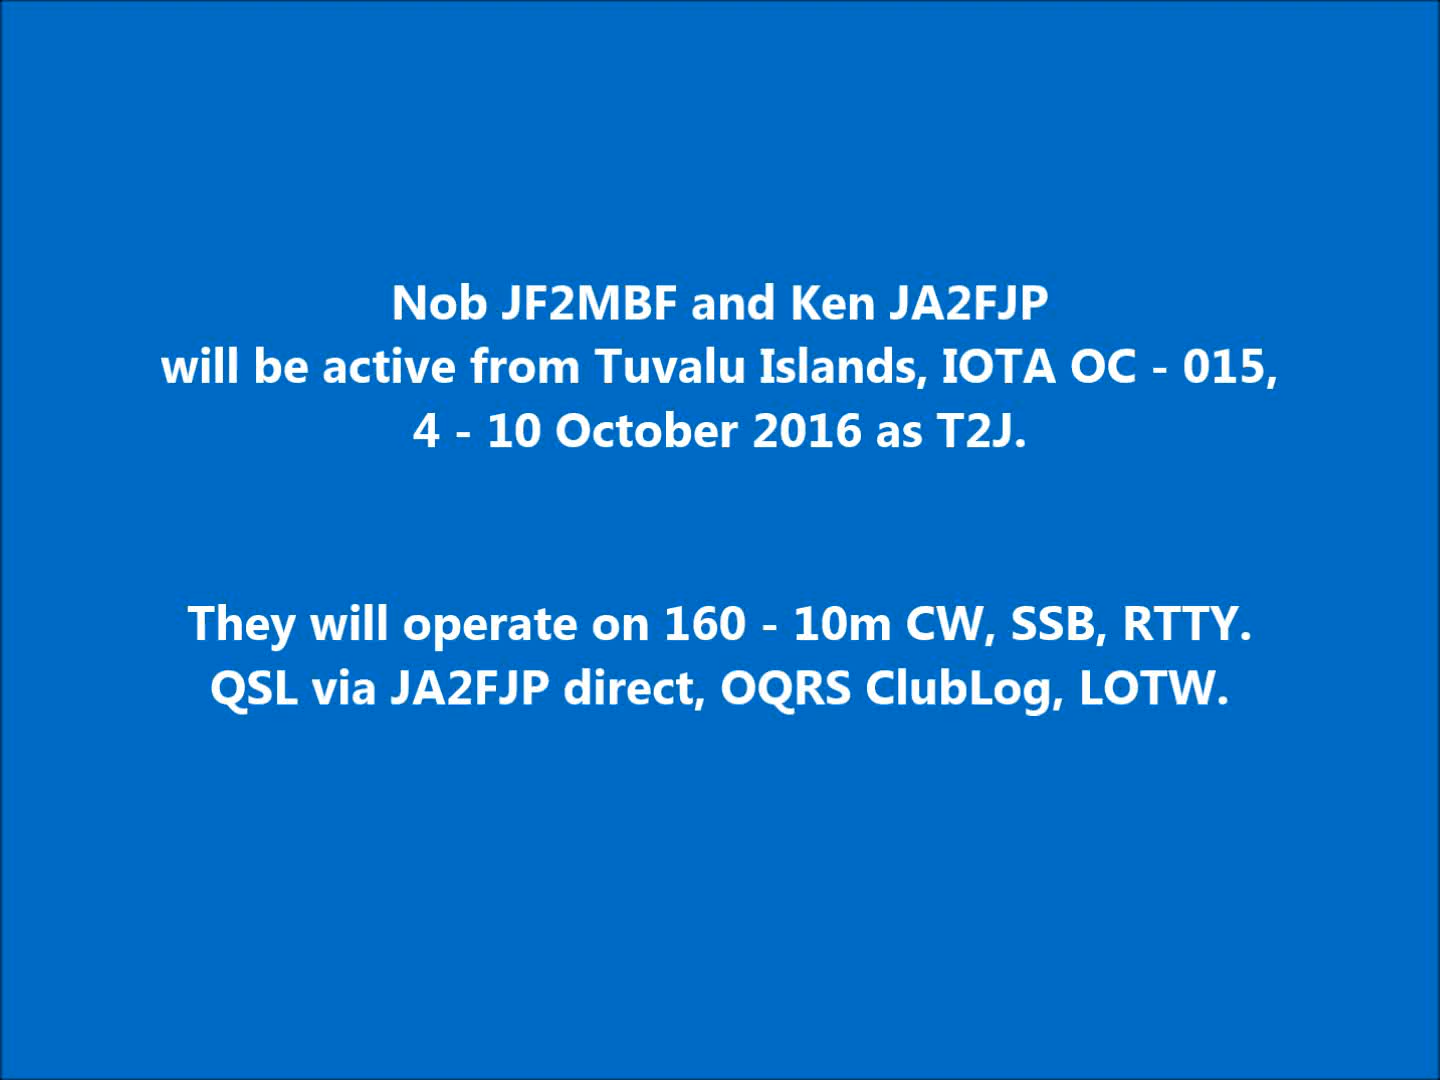 Nob JF2MBF and Ken JA2FJP
will be active from Tuvalu Islands, IOTA OC - 015,
4 - 10 October 2016 as T2J.
They will operate on 160 - 10m CW, SSB, RTTY.
QSL via JA2FJP direct, OQRS ClubLog, LOTW.